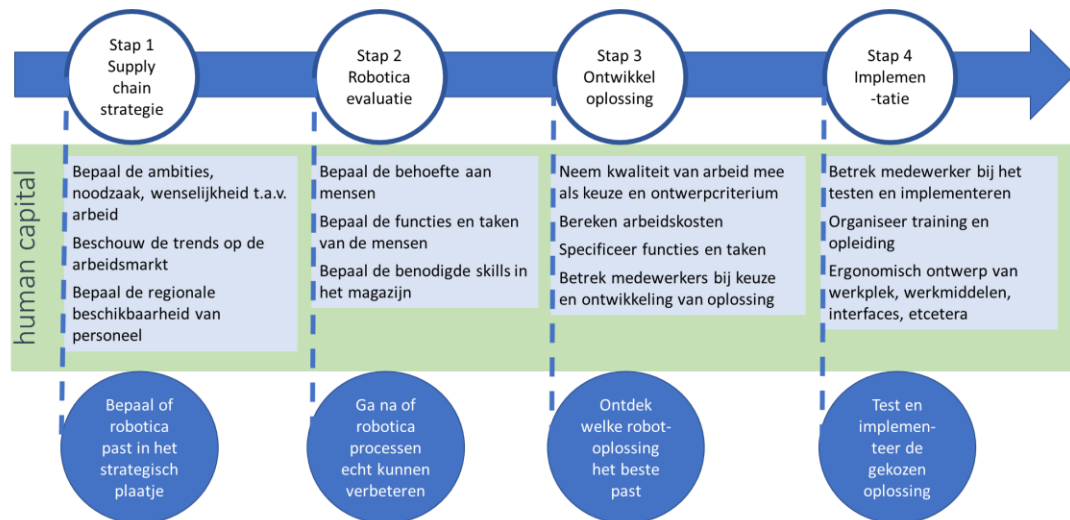 Stap 1
Supply
chain
strategie
Stap 2
Robotica
evaluatie
Stap 3
Ontwikkel
oplossing
Stap 4
Implemen
-tatie
human capital
Bepaal de ambities,
noodzaak, wenselijkheid t.a.v.
arbeid
Beschouw de trends op de
arbeidsmarkt
Bepaal de regionale
beschikbaarheid van
personeel
Bepaal de behoefte aan
mensen
Bepaal de functies en taken
van de mensen
Bepaal de benodigde skills in
het magazijn
Neem kwaliteit van arbeid mee
als keuze en ontwerpcriterium
Bereken arbeidskosten
Specificeer functies en taken
Betrek medewerkers bij keuze
en ontwikkeling van oplossing
Betrek medewerker bij het
testen en implementeren
Organiseer training en
opleiding
Ergonomisch ontwerp van
werkplek, werkmiddelen,
interfaces, etcetera
Bepaal of
robotica
past in het
strategisch
plaatje
Ga na of
robotica
processen
echt kunnen
verbeteren
Ontdek
welke robot-
oplossing
het beste
past
Test en
implemen-
teer de
gekozen
oplossing